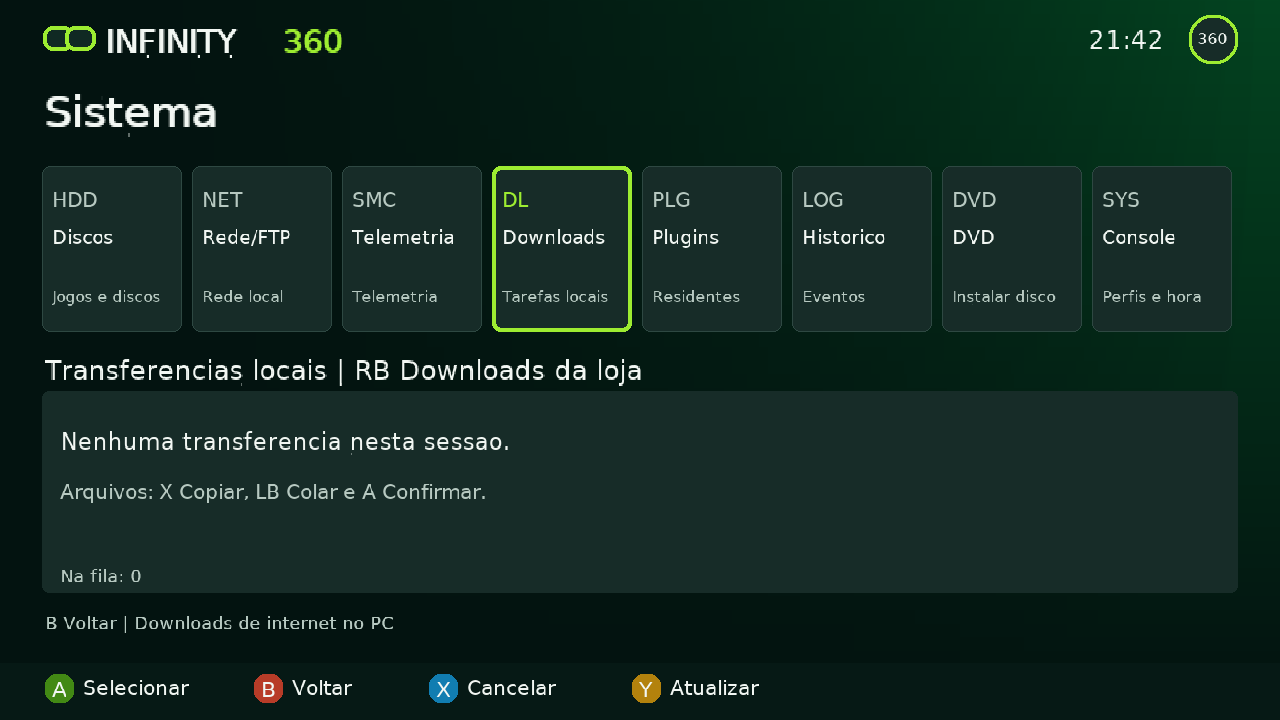 INFINITY 360
21:42
360
Sistema
HDD
Discos
Jogos e discos
NET
Rede/FTP
Rede local
SMC
Telemetria
Telemetria
DL
Downloads
Tarefas locais
PLG
Plugins
Residentes
LOG
Historico
Eventos
DVD
DVD
Instalar disco
SYS
Console
Perfis e hora
Transferencias locais | RB Downloads da loja
Nenhuma transferencia nesta sessao.
Arquivos: X Copiar, LB Colar e A Confirmar.
Na fila: 0
B Voltar | Downloads de internet no PC
A Selecionar
B Voltar
X Cancelar
Y Atualizar